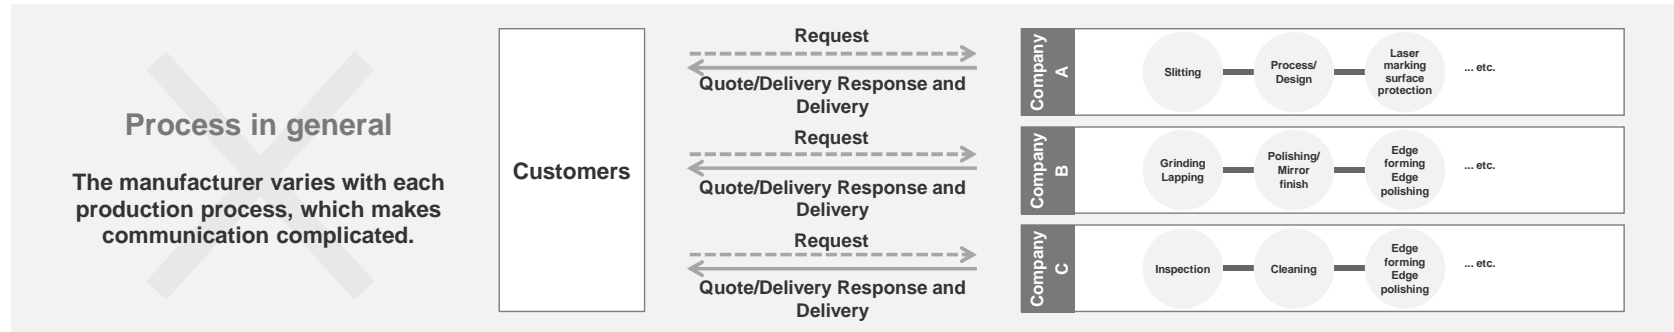 Process in general
The manufacturer varies with each
production process, which makes
communication complicated.
Customers
Request
Quote/Delivery Response and
Delivery
Request
Quote/Delivery Response and
Delivery
Request
Quote/Delivery Response and
Delivery
Company
A
Slitting
Process/
Design
Laser
marking
surface
protection
... etc.
Company
B
Grinding
Lapping
Polishing/
Mirror
finish
Edge
forming
Edge
polishing
... etc.
Company
C
Inspection
Cleaning
Edge
forming
Edge
polishing
... etc.